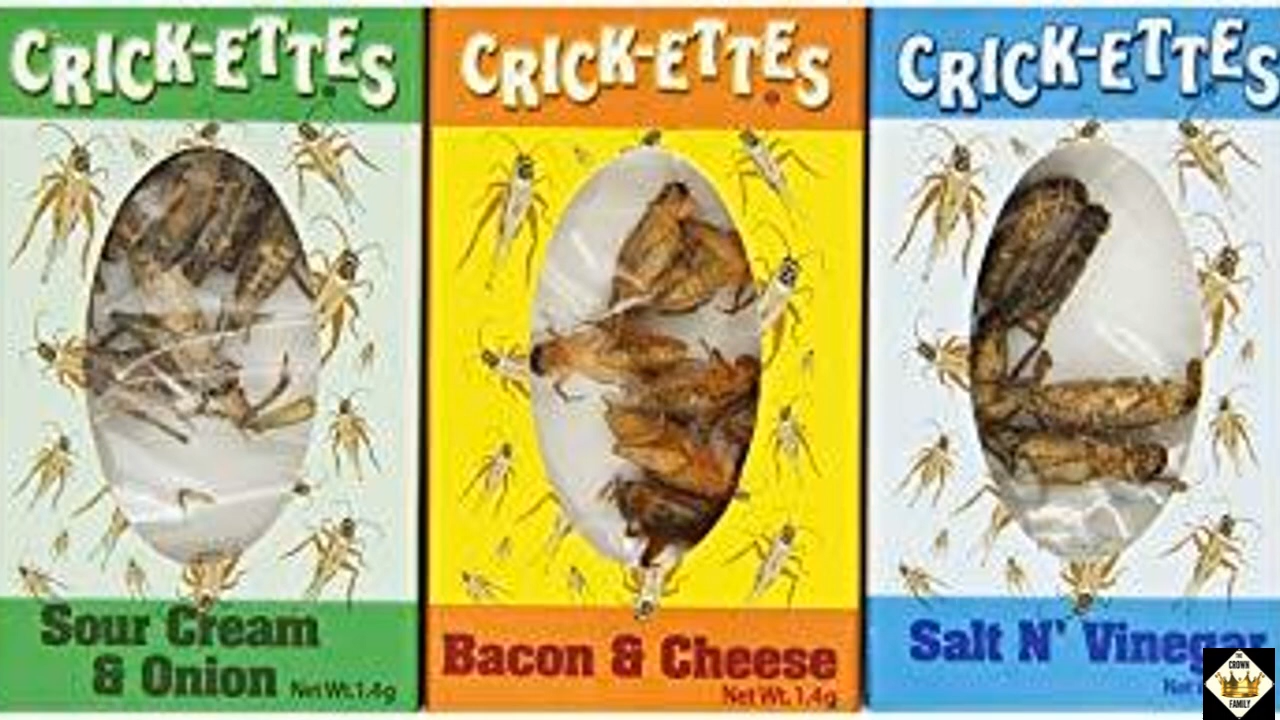 CRICK-ETTES
Sour Cream
& Onion
Net Wt. 1.4g
CRICK-ETTES
Bacon & Cheese
Net Wt. 1.4g
CRICK-ETTES
Salt N' Vinegar
THE
CROWN
FAMILY